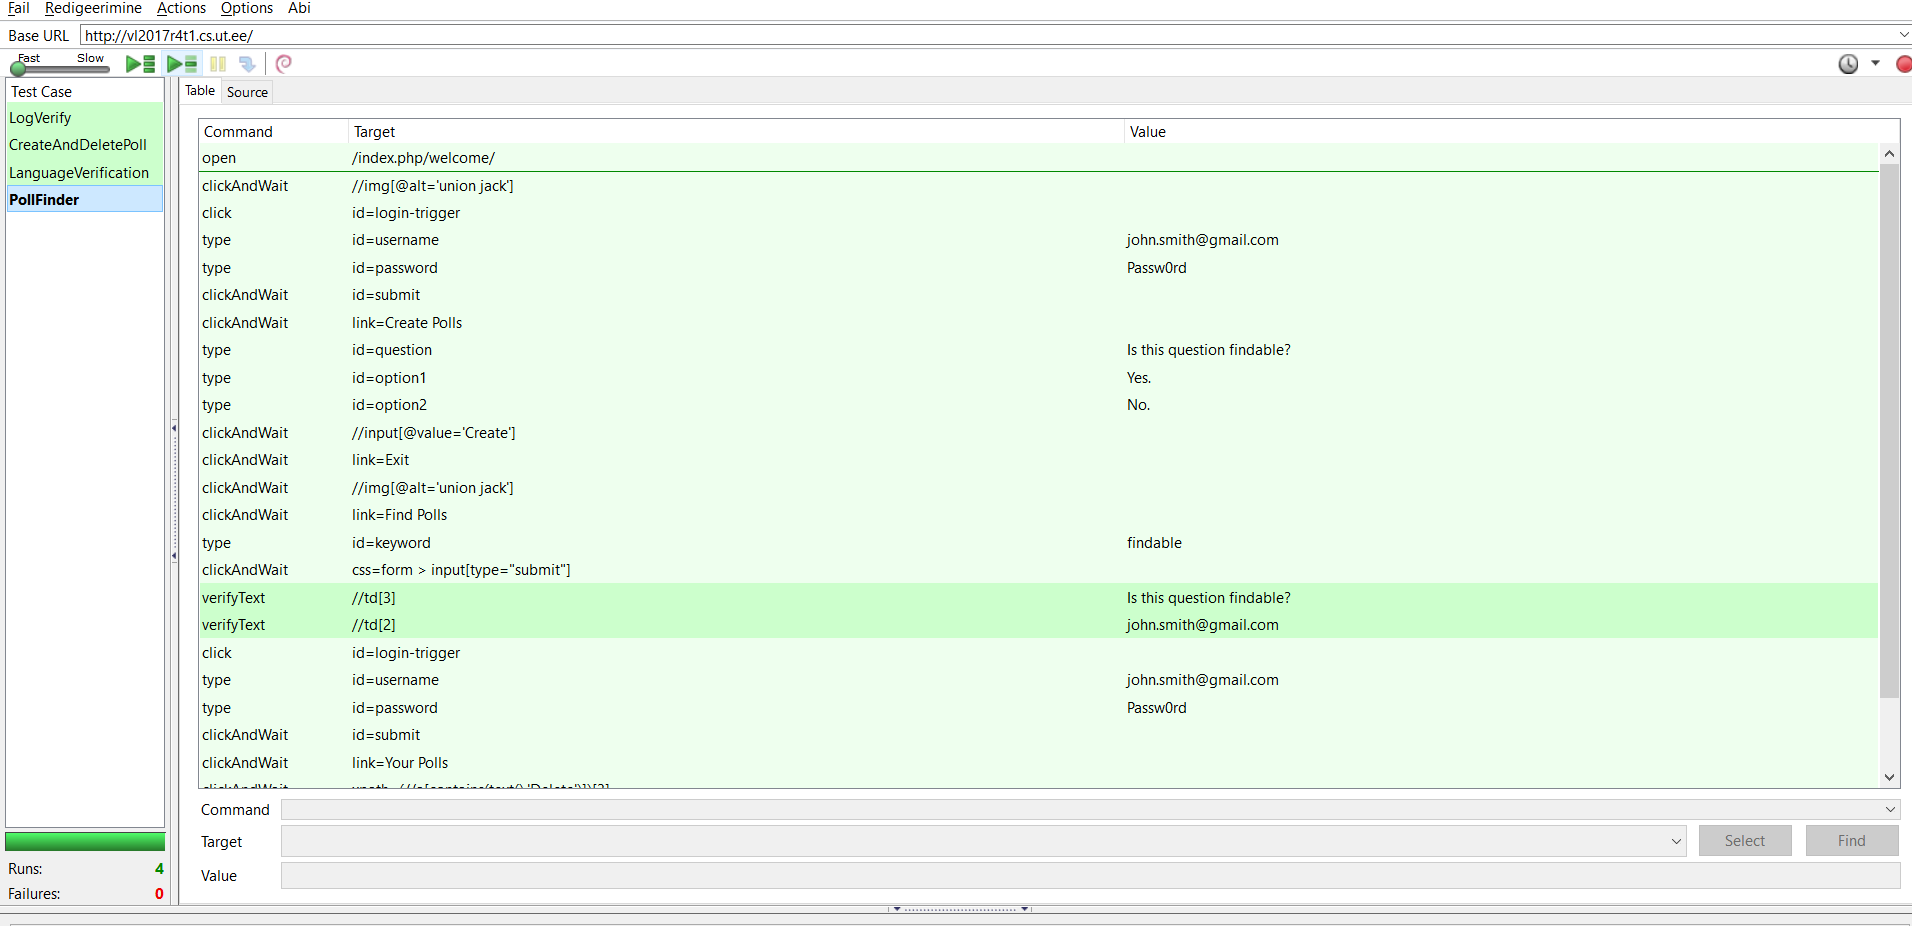 Fail Redigeerimine Actions Options Abi
Base URL http://vl2017r4t1.cs.ut.ee/
Fast Slow
Test Case
LogVerify
CreateAndDeletePoll
LanguageVerification
PollFinder
Runs: 4
Failures: 0
Table Source
Command Target Value
open /index.php/welcome/
clickAndWait //img[@alt='union jack']
click id=login-trigger
type id=username john.smith@gmail.com
type id=password Passw0rd
clickAndWait id=submit
clickAndWait link=Create Polls
type id=question Is this question findable?
type id=option1 Yes.
type id=option2 No.
clickAndWait //input[@value='Create']
clickAndWait link=Exit
clickAndWait //img[@alt='union jack']
clickAndWait link=Find Polls
type id=keyword findable
clickAndWait css=form > input[type="submit"]
verifyText //td[3] Is this question findable?
verifyText //td[2] john.smith@gmail.com
click id=login-trigger
type id=username john.smith@gmail.com
type id=password Passw0rd
clickAndWait id=submit
clickAndWait link=Your Polls
clickAndWait xpath=(//a[contains(text(),'Delete')])[2]
Command
Target Select Find
Value